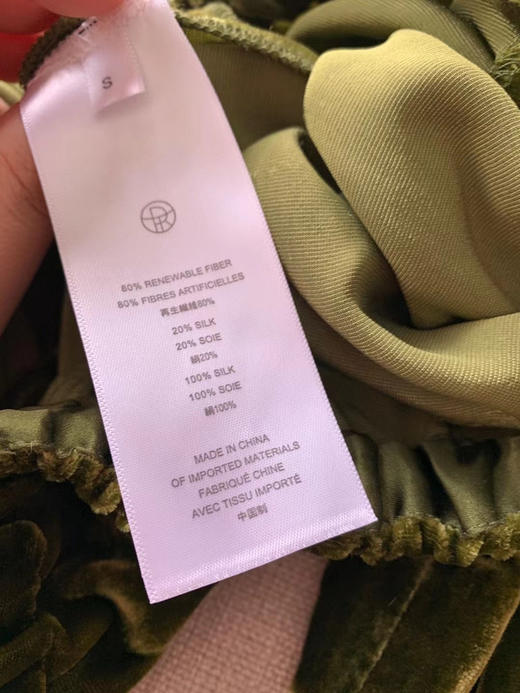 S
80% RENEWABLE FIBER
80% FIBRES ARTIFICIELLES
再生繊維80%
20% SILK
20% SOIE
絹20%
100% SILK
100% SOIE
絹100%
MADE IN CHINA
OF IMPORTED MATERIALS
FABRIQUÉ CHINE
AVEC TISSU IMPORTÉ
中国制